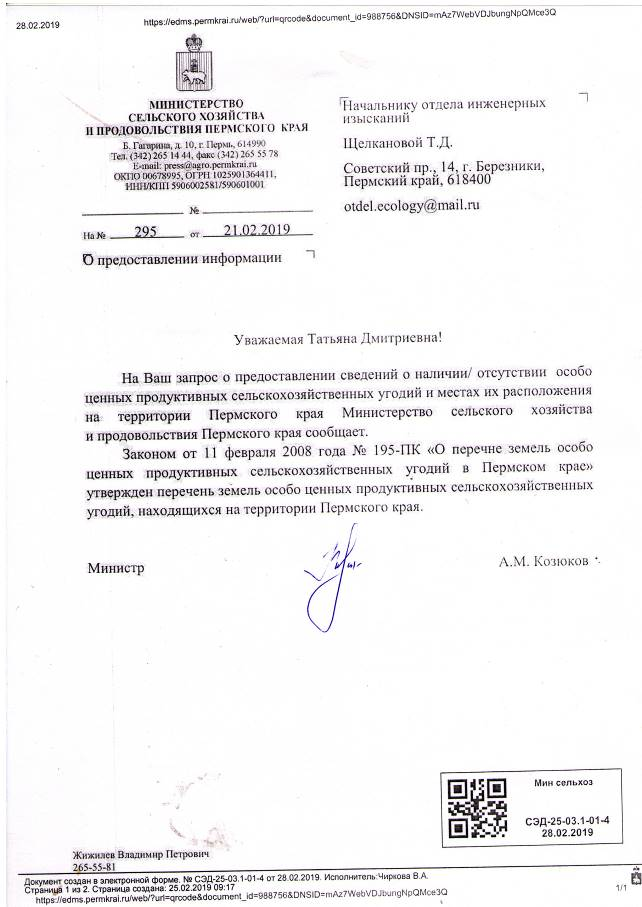 28.02.2019
https://edms.permkrai.ru/web/?url=qrcode&document_id=988756&DNSID=mAz7WebVDJbungNpQMce3Q
МИНИСТЕРСТВО
СЕЛЬСКОГО ХОЗЯЙСТВА
И ПРОДОВОЛЬСТВИЯ ПЕРМСКОГО КРАЯ
Б. Гагарина, д. 10, г. Пермь, 614990
Тел. (342) 265 14 44, факс (342) 265 55 78
E-mail: press@agro.permkrai.ru
ОКПО 00678995, ОГРН 1025901364411,
ИНН/КПП 5906002581/590601001
№
На № 295 от 21.02.2019
О предоставлении информации
Начальнику отдела инженерных
изысканий
Щелкановой Т.Д.
Советский пр., 14, г. Березники,
Пермский край, 618400
otdel.ecology@mail.ru
Уважаемая Татьяна Дмитриевна!
На Ваш запрос о предоставлении сведений о наличии/ отсутствии особо
ценных продуктивных сельскохозяйственных угодий и местах их расположения
на территории Пермского края Министерство сельского хозяйства
и продовольствия Пермского края сообщает.
Законом от 11 февраля 2008 года № 195-ПК «О перечне земель особо
ценных продуктивных сельскохозяйственных угодий в Пермском крае»
утвержден перечень земель особо ценных продуктивных сельскохозяйственных
угодий, находящихся на территории Пермского края.
Министр
А.М. Козюков
Мин сельхоз
СЭД-25-03.1-01-4
28.02.2019
Жижилев Владимир Петрович
265-55-81
Документ создан в электронной форме. № СЭД-25-03.1-01-4 от 28.02.2019. Исполнитель:Чиркова В.А.
Страница 1 из 2. Страница создана: 25.02.2019 09:17
https://edms.permkrai.ru/web/?url=qrcode&document_id=988756&DNSID=mAz7WebVDJbungNpQMce3Q
1/1